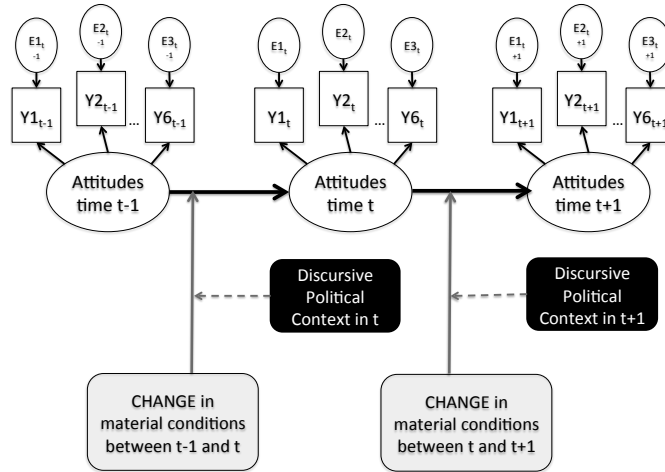 E1t
-1
E2t
-1
E3t
-1
E1t
E2t
E3t
E1t
+1
E2t
+1
E3t
+1
Y1t-1
Y2t-1
...
Y6t-1
Y1t
Y2t
...
Y6t
Y1t+1
Y2t+1
...
Y6t+1
Attitudes
time t-1
Attitudes
time t
Attitudes
time t+1
Discursive
Political
Context in t
Discursive
Political
Context in t+1
CHANGE in
material conditions
between t-1 and t
CHANGE in
material conditions
between t and t+1